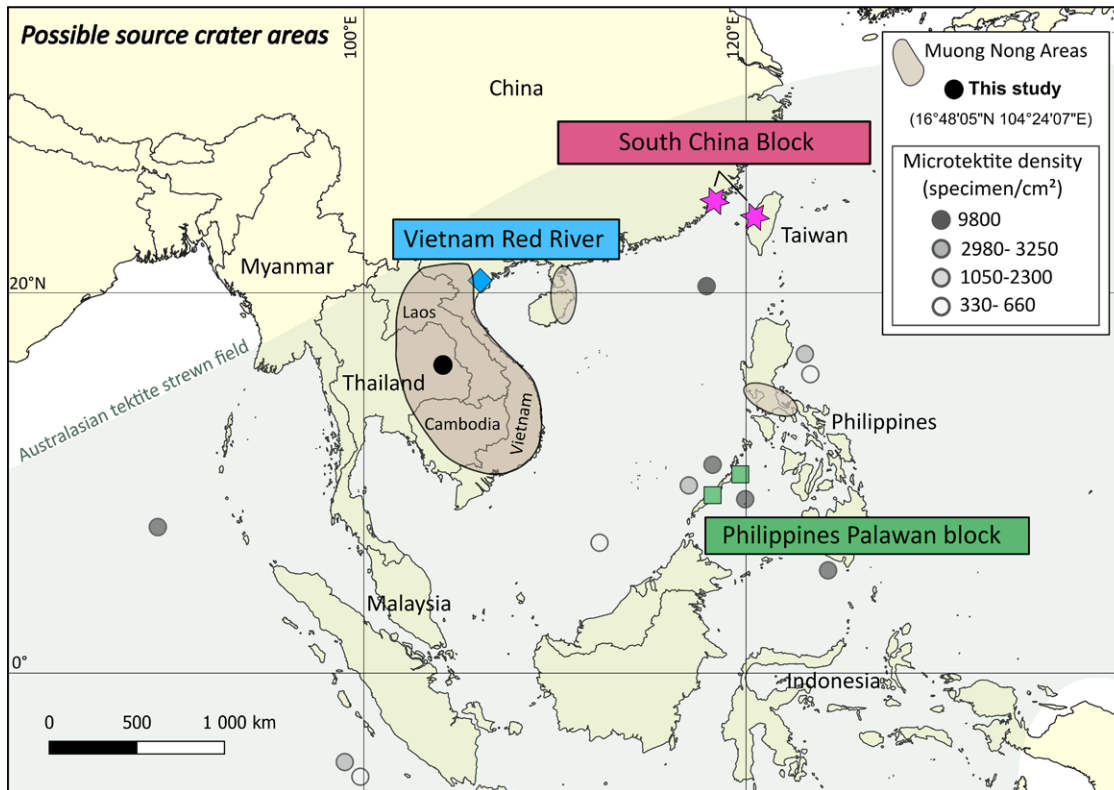 Possible source crater areas
100°E
120°E
Muong Nong Areas
This study
(16°48'05"N 104°24'07"E)
Microtektite density
(specimen/cm²)
9800
2980- 3250
1050-2300
330- 660
China
South China Block
Vietnam Red River
Taiwan
Myanmar
20°N
Laos
Thailand
Australasian tektite strewn field
Cambodia
Vietnam
Philippines
Philippines Palawan block
Malaysia
0°
Indonesia
0 500 1 000 km